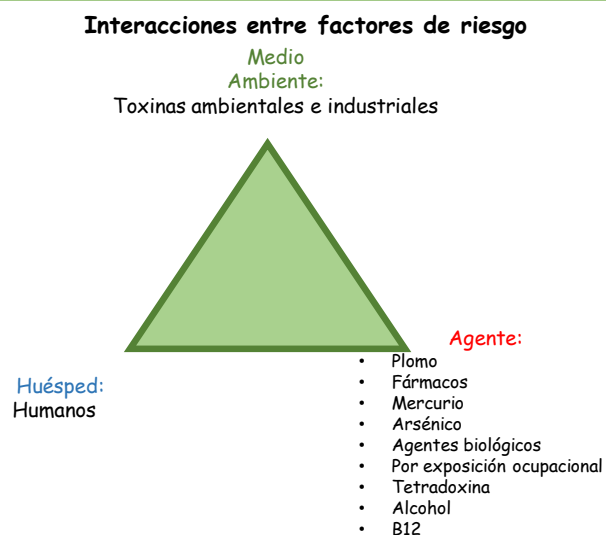 Interacciones entre factores de riesgo
Medio
Ambiente:
Toxinas ambientales e industriales
Agente:
• Plomo
• Fármacos
• Mercurio
• Arsénico
• Agentes biológicos
• Por exposición ocupacional
• Tetradoxina
• Alcohol
• B12
Huésped:
Humanos